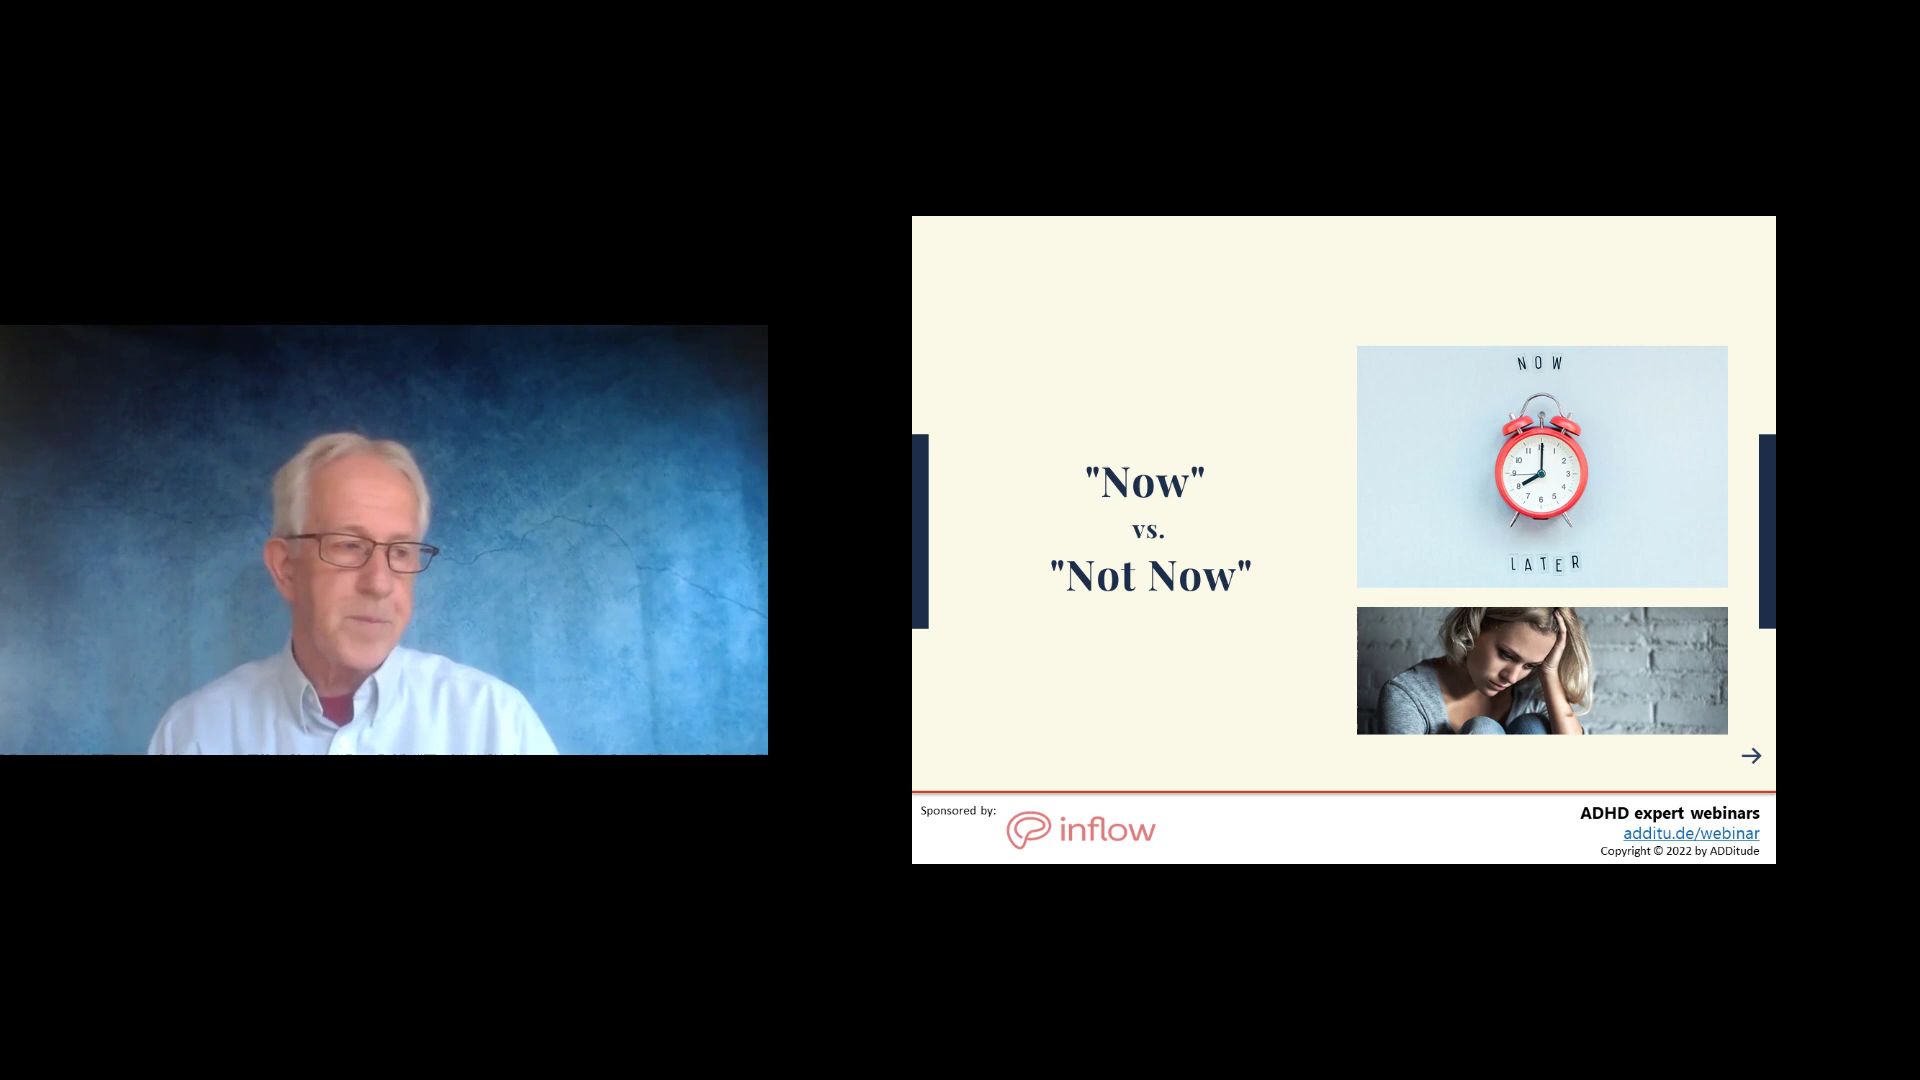 "Now"
vs.
"Not Now"
NOW
LATER
Sponsored by:
inflow
ADHD expert webinars
additu.de/webinar
Copyright © 2022 by ADDitude